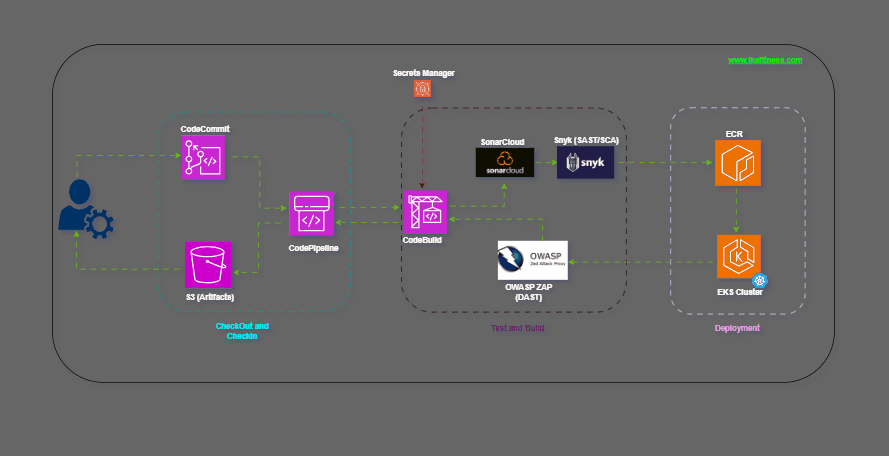 www.iliufitness.com
Secrets Manager
CodeCommit
SonarCloud
Snyk (SAST/SCA)
ECR
sonarcloud
snyk
CodePipeline
CodeBuild
OWASP
Zed Attack Proxy
S3 (Artifacts)
OWASP ZAP
(DAST)
EKS Cluster
CheckOut and
CheckIn
Test and Build
Deployment